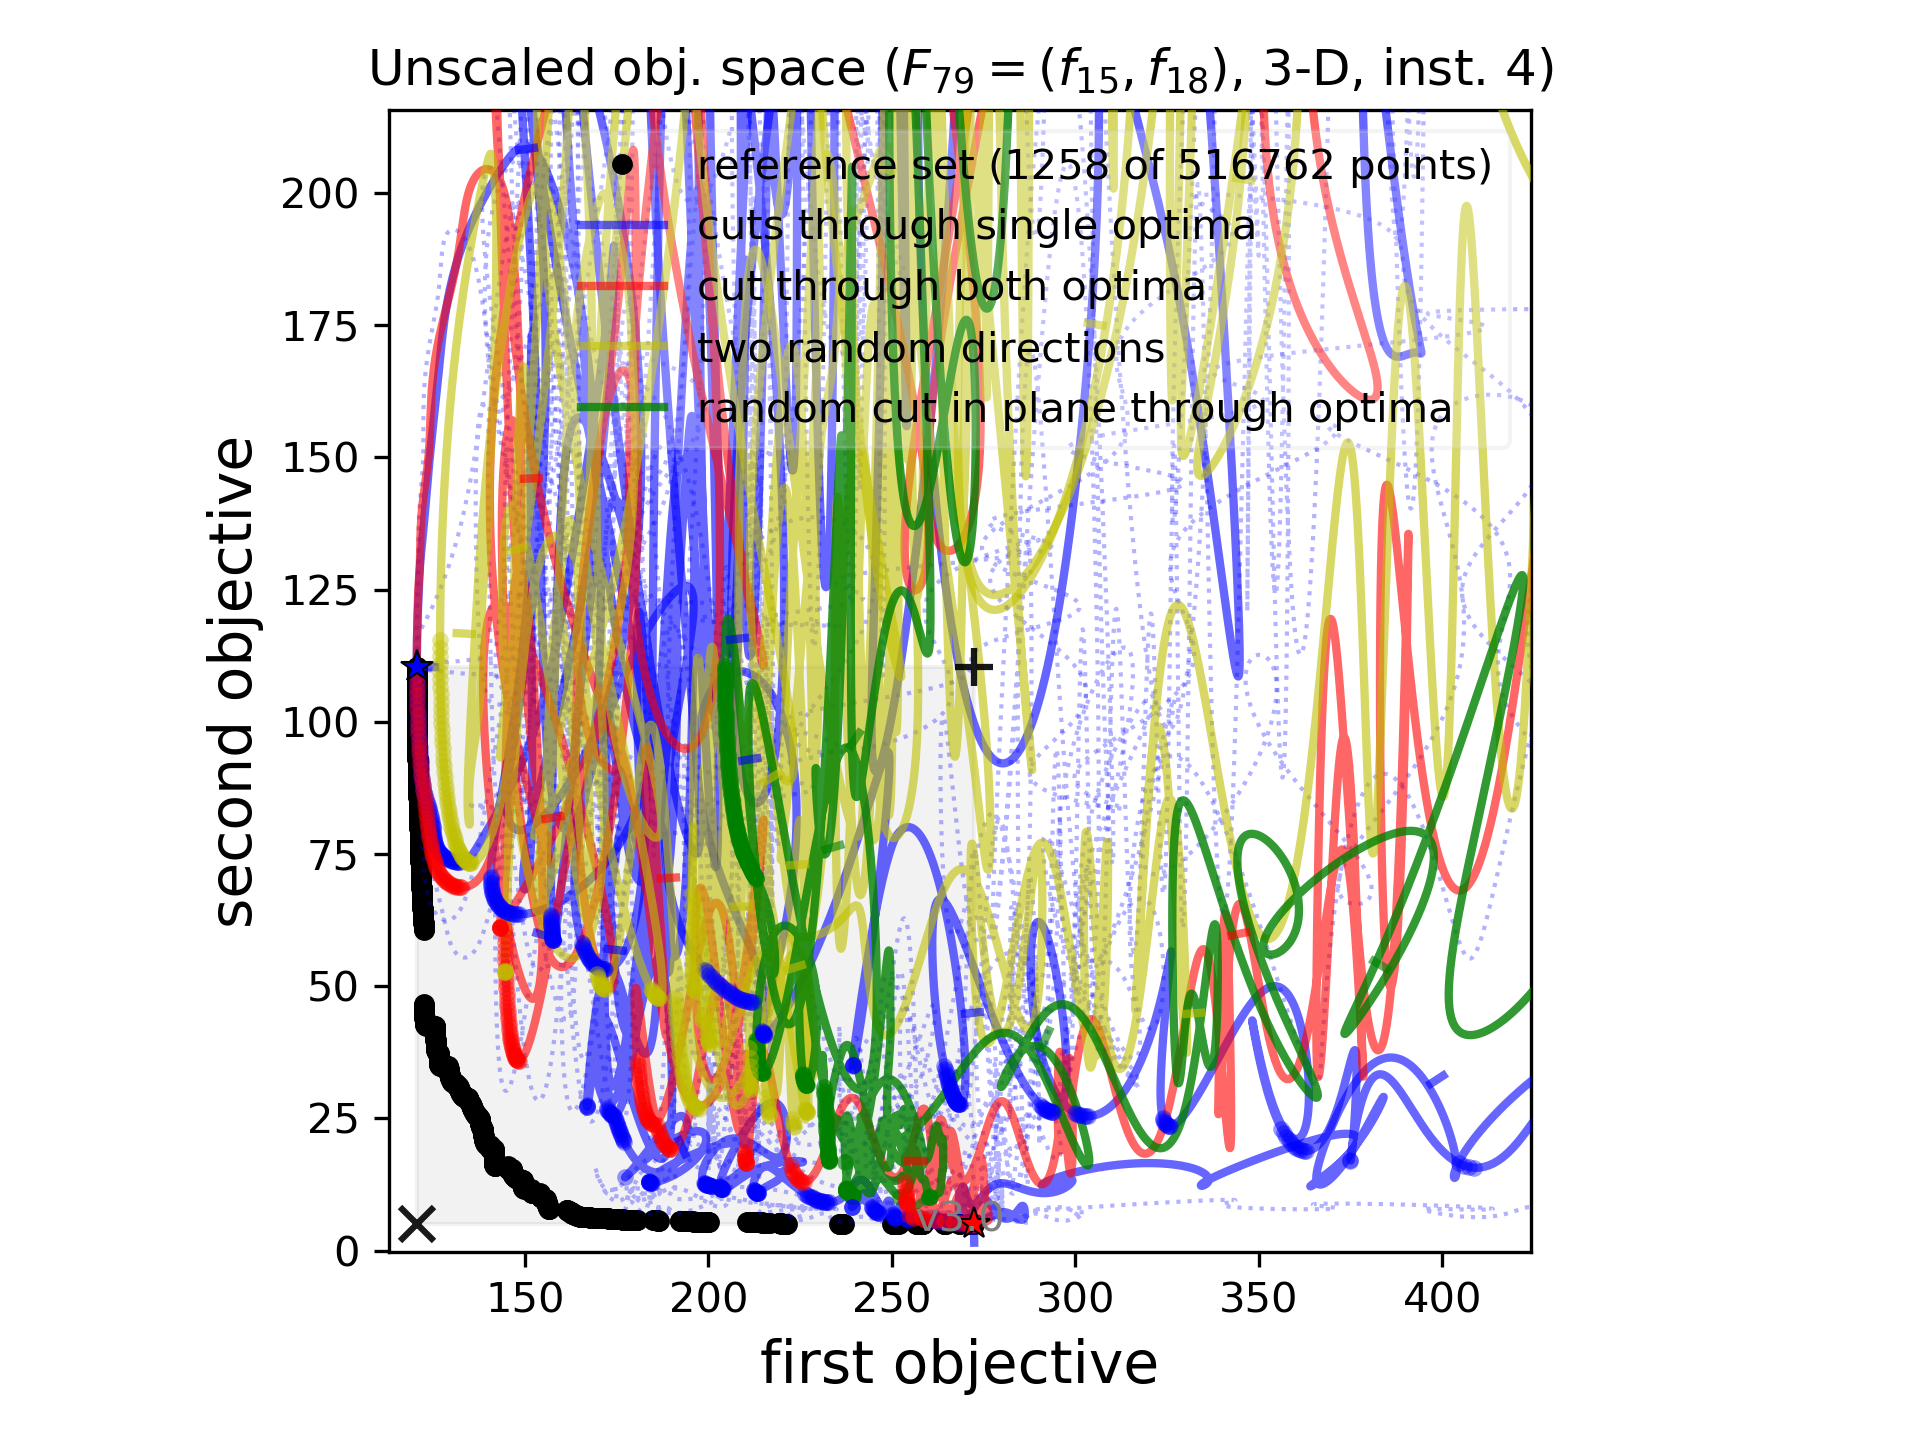 Unscaled obj. space (F79 = (f15, f18), 3-D, inst. 4)
reference set (1258 of 516762 points)
cuts through single optima
cut through both optima
two random directions
random cut in plane through optima
second objective
200
175
150
125
100
75
50
25
0
v3.0
150
200
250
300
350
400
first objective